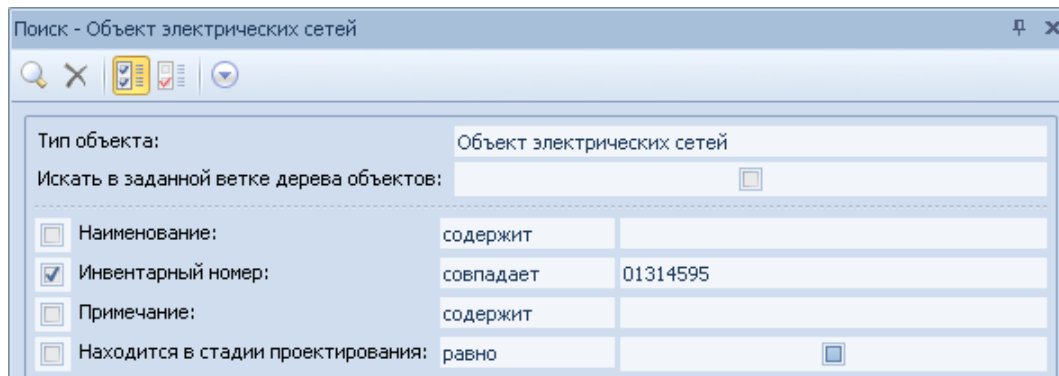 Поиск - Объект электрических сетей
Тип объекта: Объект электрических сетей
Искать в заданной ветке дерева объектов:
Наименование: содержит
Инвентарный номер: совпадает 01314595
Примечание: содержит
Находится в стадии проектирования: равно